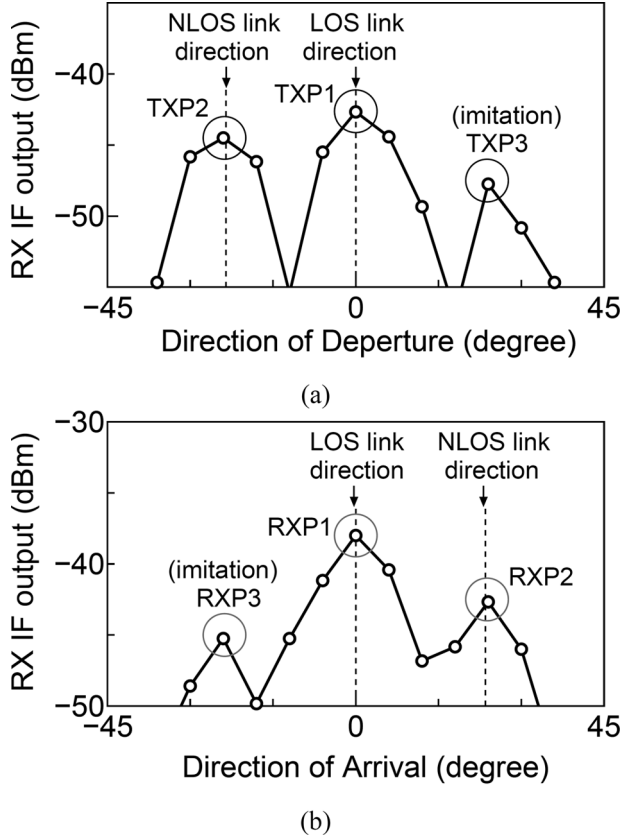 NLOS link
direction
LOS link
direction
TXP2
TXP1
(imitation)
TXP3
−40
−50
RX IF output (dBm)
−45
0
45
Direction of Deperture (degree)
(a)
−30
LOS link
direction
NLOS link
direction
RXP1
(imitation)
RXP3
RXP2
−40
−50
RX IF output (dBm)
−45
0
45
Direction of Arrival (degree)
(b)